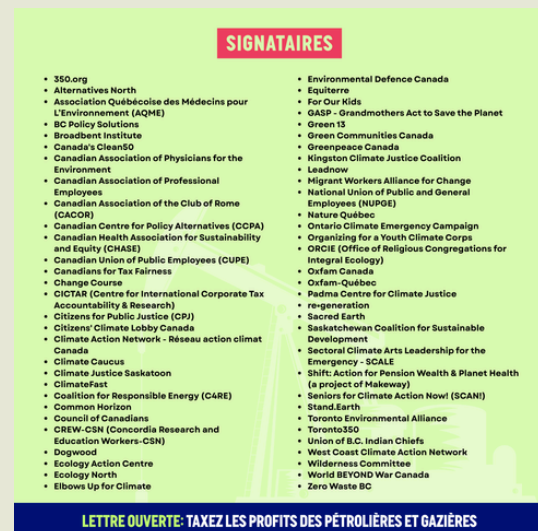 SIGNATAIRES
• 350.org
• Alternatives North
• Association Québécoise des Médecins pour
L'Environnement (AQME)
• BC Policy Solutions
• Broadbent Institute
• Canada's Clean50
• Canadian Association of Physicians for the
Environment
• Canadian Association of Professional
Employees
• Canadian Association of the Club of Rome
(CACOR)
• Canadian Centre for Policy Alternatives (CCPA)
• Canadian Health Association for Sustainability
and Equity (CHASE)
• Canadian Union of Public Employees (CUPE)
• Canadians for Tax Fairness
• Change Course
• CICTAR (Centre for International Corporate Tax
Accountability & Research)
• Citizens for Public Justice (CPJ)
• Citizens' Climate Lobby Canada
• Climate Action Network - Réseau action climat
Canada
• Climate Caucus
• Climate Justice Saskatoon
• ClimateFast
• Coalition for Responsible Energy (C4RE)
• Common Horizon
• Council of Canadians
• CREW-CSN (Concordia Research and
Education Workers-CSN)
• Dogwood
• Ecology Action Centre
• Ecology North
• Elbows Up for Climate
• Environmental Defence Canada
• Equiterre
• For Our Kids
• GASP - Grandmothers Act to Save the Planet
• Green 13
• Green Communities Canada
• Greenpeace Canada
• Kingston Climate Justice Coalition
• Leadnow
• Migrant Workers Alliance for Change
• National Union of Public and General
Employees (NUPGE)
• Nature Québec
• Ontario Climate Emergency Campaign
• Organizing for a Youth Climate Corps
• ORCIE (Office of Religious Congregations for
Integral Ecology)
• Oxfam Canada
• Oxfam-Québec
• Padma Centre for Climate Justice
• re•generation
• Sacred Earth
• Saskatchewan Coalition for Sustainable
Development
• Sectoral Climate Arts Leadership for the
Emergency - SCALE
• Shift: Action for Pension Wealth & Planet Health
(a project of Makeway)
• Seniors for Climate Action Now! (SCAN!)
• Stand.Earth
• Toronto Environmental Alliance
• Toronto350
• Union of B.C. Indian Chiefs
• West Coast Climate Action Network
• Wilderness Committee
• World BEYOND War Canada
• Zero Waste BC
LETTRE OUVERTE: TAXEZ LES PROFITS DES PÉTROLIÈRES ET GAZIÈRES